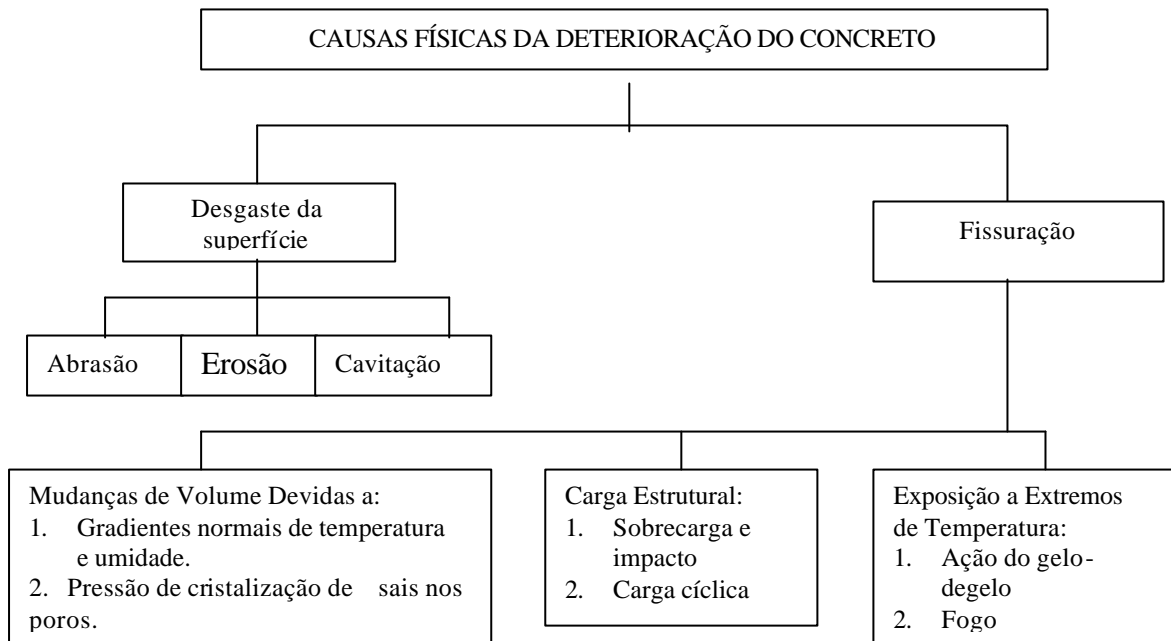 CAUSAS FÍSICAS DA DETERIORAÇÃO DO CONCRETO
Desgaste da
superfície
Fissuração
Abrasão
Erosão
Cavitação
Mudanças de Volume Devidas a:
1. Gradientes normais de temperatura
e umidade.
2. Pressão de cristalização de sais nos
poros.
Carga Estrutural:
1. Sobrecarga e
impacto
2. Carga cíclica
Exposição a Extremos
de Temperatura:
1. Ação do gelo-
degelo
2. Fogo